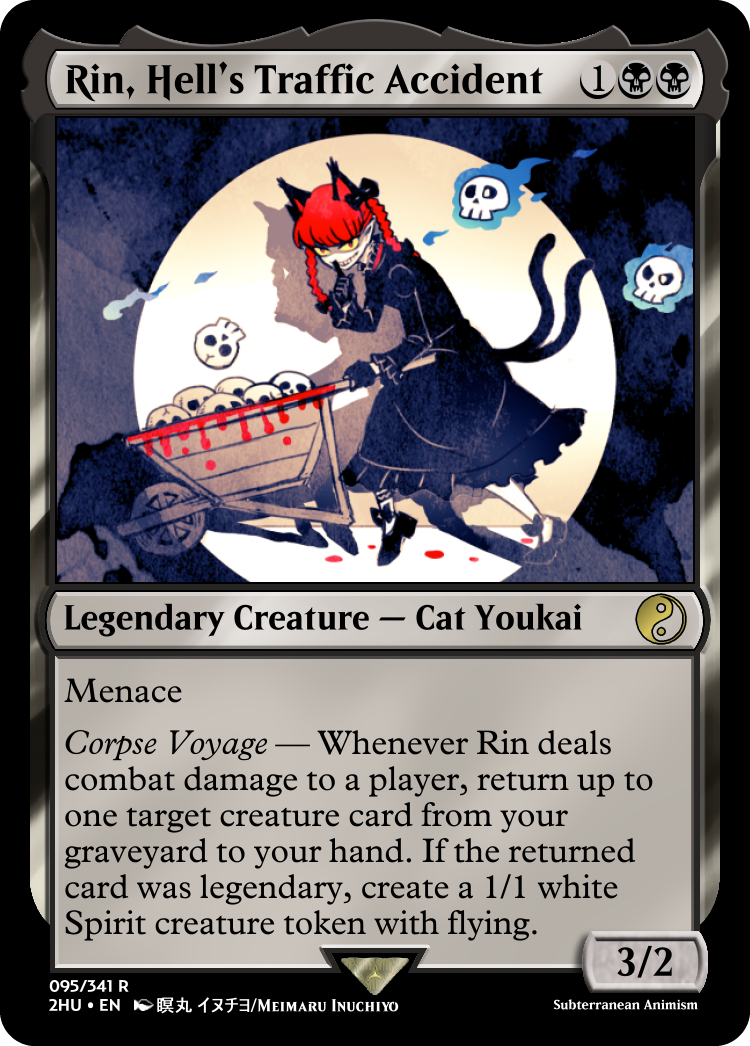 Rin, Hell's Traffic Accident 1
Legendary Creature — Cat Youkai
Menace
Corpse Voyage — Whenever Rin deals
combat damage to a player, return up to
one target creature card from your
graveyard to your hand. If the returned
card was legendary, create a 1/1 white
Spirit creature token with flying.
3/2
095/341 R
2HU • EN 瞑丸 イヌチヨ/Meimaru Inuchiyo
Subterranean Animism